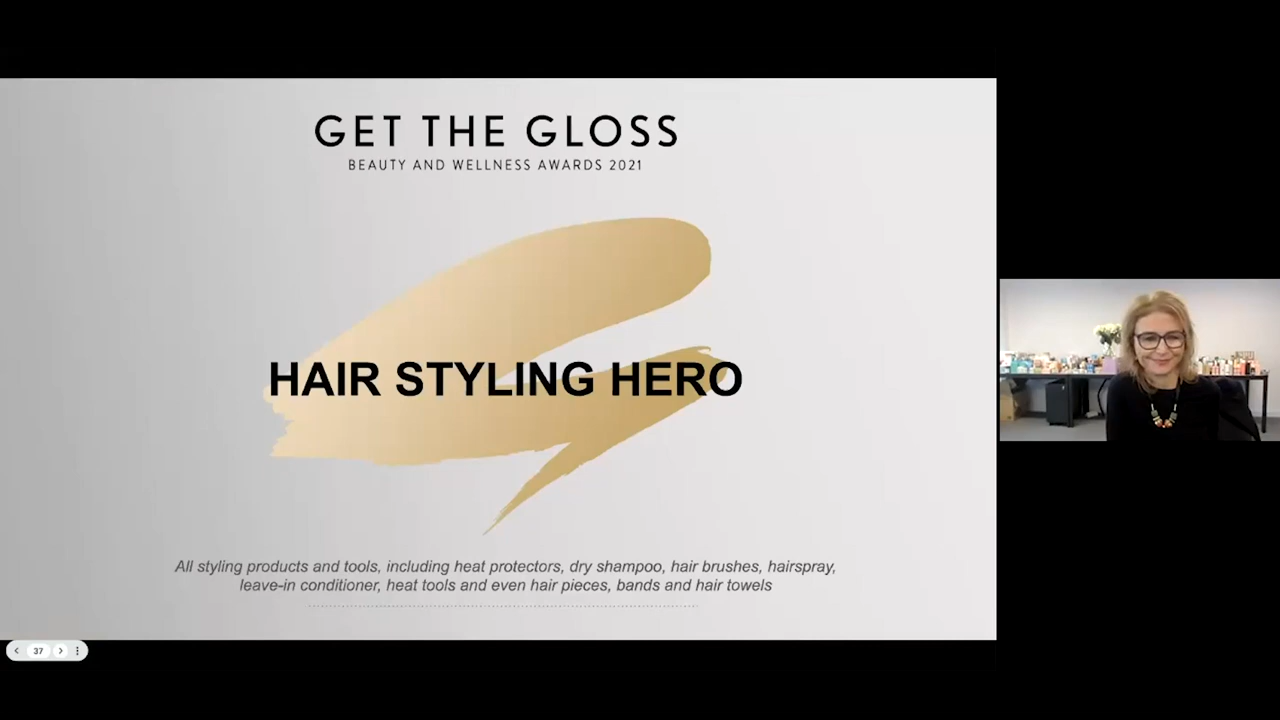 GET THE GLOSS
BEAUTY AND WELLNESS AWARDS 2021
HAIR STYLING HERO
All styling products and tools, including heat protectors, dry shampoo, hair brushes, hairspray,
leave-in conditioner, heat tools and even hair pieces, bands and hair towels
37